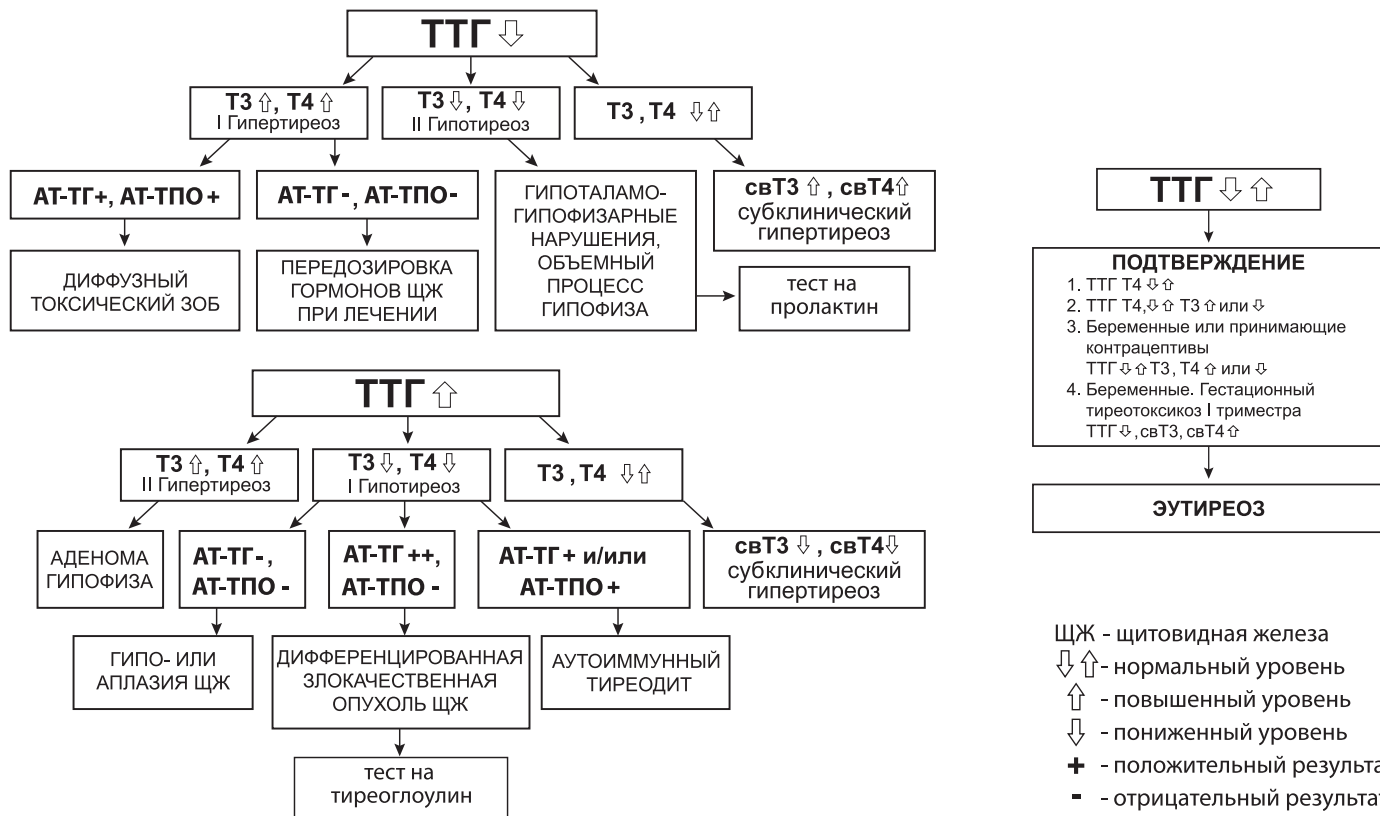 ТТГ ⇩
Т3 ⇧, Т4 ⇧
I Гипертиреоз
Т3 ⇩, Т4 ⇩
II Гипотиреоз
Т3 , Т4 ⇩⇧
АТ-ТГ+, АТ-ТПО +
АТ-ТГ -, АТ-ТПО-
ГИПОТАЛАМО-
ГИПОФИЗАРНЫЕ
НАРУШЕНИЯ,
ОБЪЕМНЫЙ
ПРОЦЕСС
ГИПОФИЗА
свТ3 ⇧ , свТ4⇧
субклинический
гипертиреоз
ДИФФУЗНЫЙ
ТОКСИЧЕСКИЙ ЗОБ
ПЕРЕДОЗИРОВКА
ГОРМОНОВ ЩЖ
ПРИ ЛЕЧЕНИИ
тест на
пролактин
ТТГ ⇧
Т3 ⇧, Т4 ⇧
II Гипертиреоз
Т3 ⇩, Т4 ⇩
I Гипотиреоз
Т3 , Т4 ⇩⇧
АДЕНОМА
ГИПОФИЗА
АТ-ТГ -,
АТ-ТПО -
АТ-ТГ ++,
АТ-ТПО -
АТ-ТГ + и/или
АТ-ТПО +
свТ3 ⇩ , свТ4⇩
субклинический
гипертиреоз
ГИПО- ИЛИ
АПЛАЗИЯ ЩЖ
ДИФФЕРЕНЦИРОВАННАЯ
ЗЛОКАЧЕСТВЕННАЯ
ОПУХОЛЬ ЩЖ
АУТОИММУННЫЙ
ТИРЕОДИТ
тест на
тиреоглоулин
ТТГ ⇩ ⇧
ПОДТВЕРЖДЕНИЕ
1. ТТГ Т4 ⇩ ⇧
2. ТТГ Т4,⇩ ⇧ Т3 ⇧ или ⇩
3. Беременные или принимающие
контрацептивы
ТТГ ⇩ ⇧ Т3, Т4 ⇧ или ⇩
4. Беременные. Гестационный
тиреотоксикоз I триместра
ТТГ ⇩ , свТ3, свТ4 ⇧
ЭУТИРЕОЗ
ЩЖ - щитовидная железа
⇩ ⇧ - нормальный уровень
⇧ - повышенный уровень
⇩ - пониженный уровень
+ - положительный результа
- - отрицательный результат